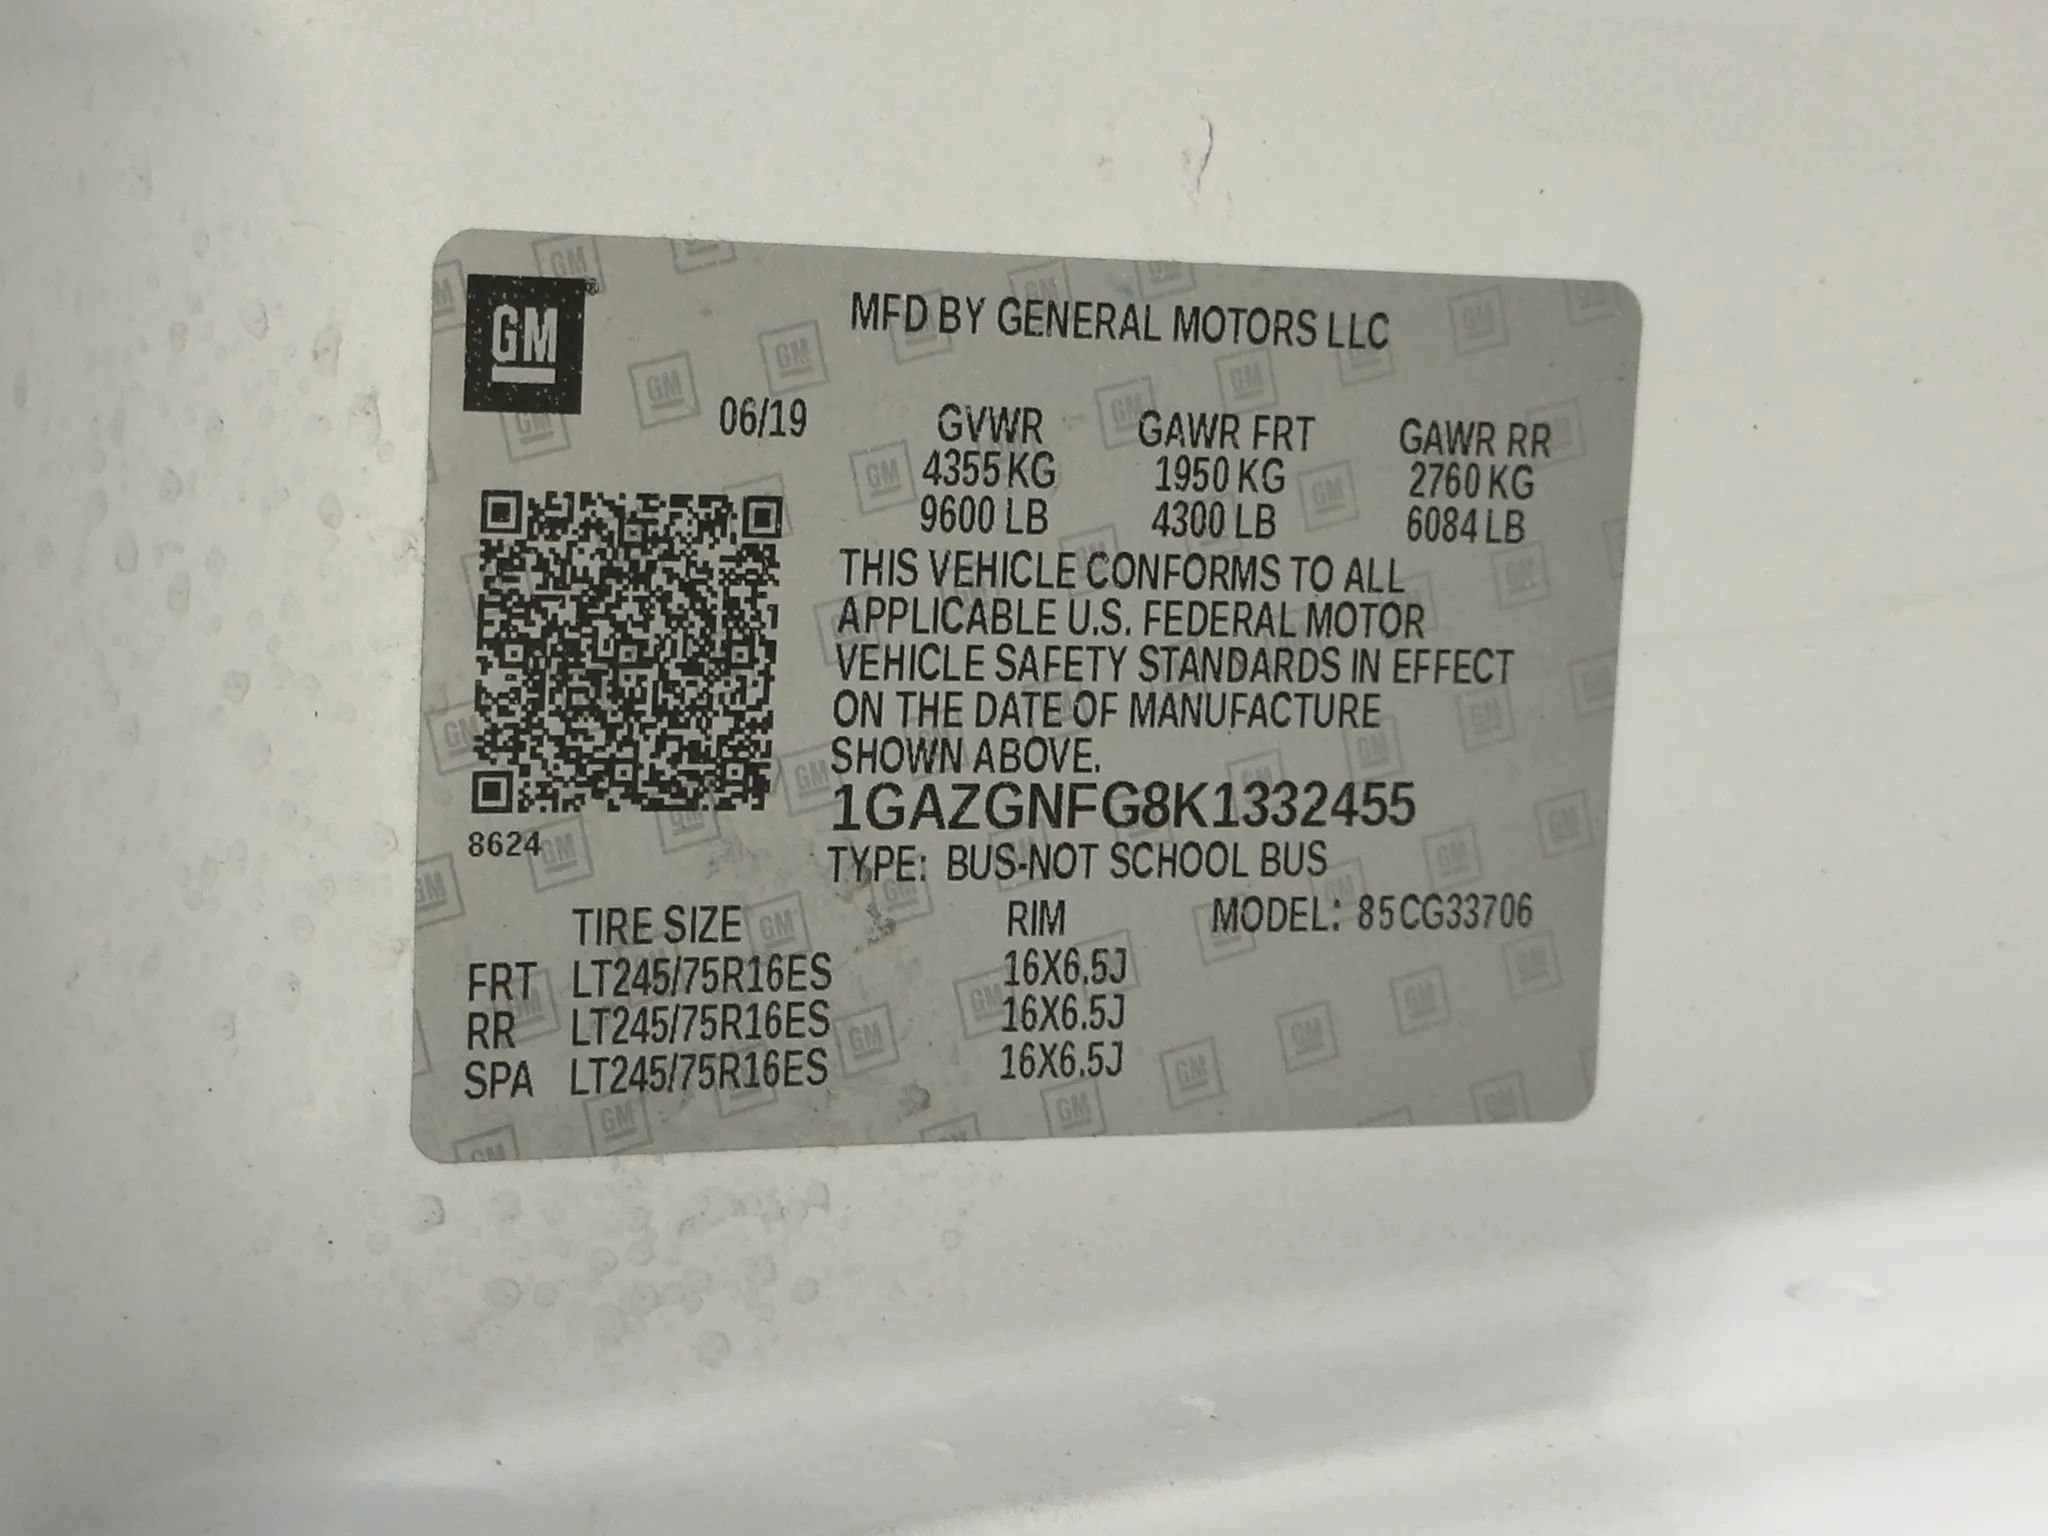 GM
MFD BY GENERAL MOTORS LLC
06/19 GVWR GAWR FRT GAWR RR
4355 KG 1950 KG 2760 KG
9600 LB 4300 LB 6084 LB
THIS VEHICLE CONFORMS TO ALL
APPLICABLE U.S. FEDERAL MOTOR
VEHICLE SAFETY STANDARDS IN EFFECT
ON THE DATE OF MANUFACTURE
SHOWN ABOVE.
1GAZGNFG8K1332455
8624
TYPE: BUS-NOT SCHOOL BUS
TIRE SIZE RIM MODEL: 85CG33706
FRT LT245/75R16ES 16X6.5J
RR LT245/75R16ES 16X6.5J
SPA LT245/75R16ES 16X6.5J